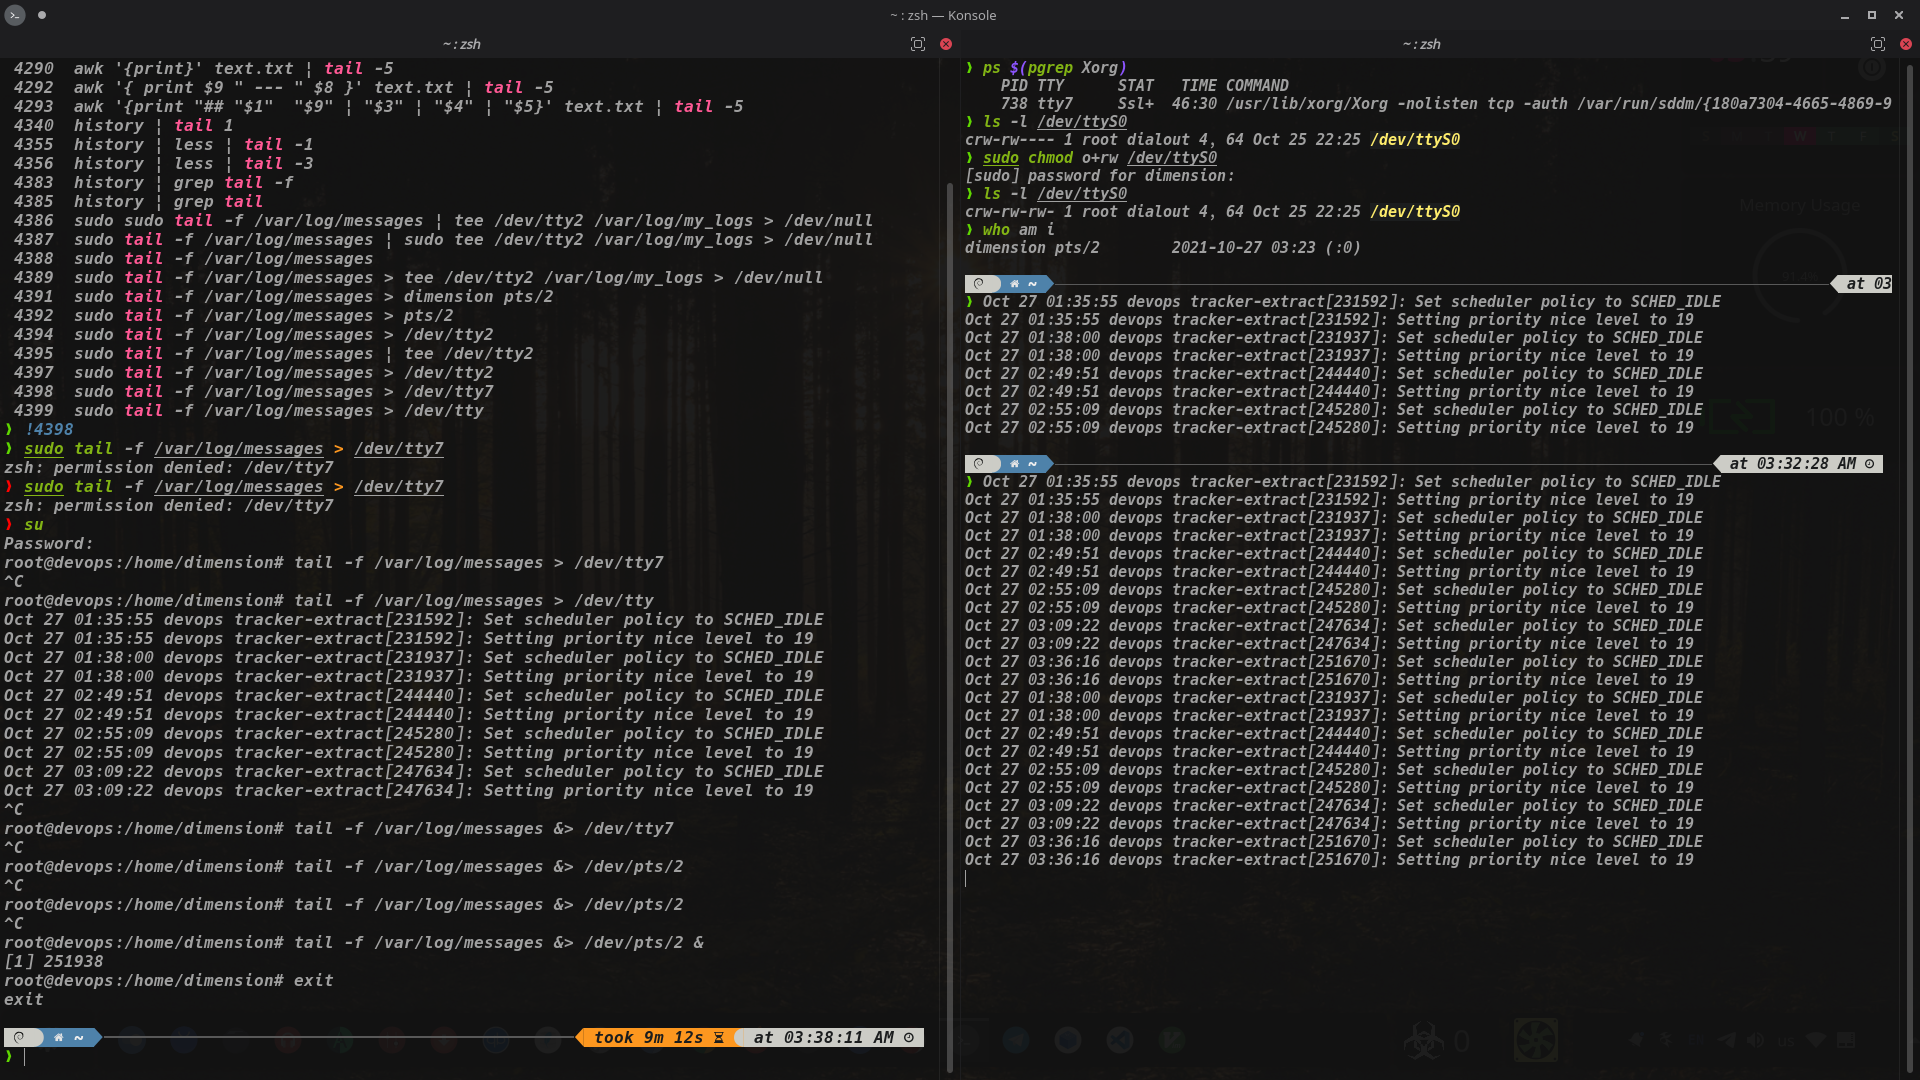 ~ : zsh — Konsole
~ : zsh
4290  awk '{print}' text.txt | tail -5
4292  awk '{ print $9 " --- " $8 }' text.txt | tail -5
4293  awk '{print "## "$1"  "$9" | "$3" | "$4" | "$5}' text.txt | tail -5
4340  history | tail 1
4355  history | less | tail -1
4356  history | less | tail -3
4383  history | grep tail -f
4385  history | grep tail
4386  sudo sudo tail -f /var/log/messages | tee /dev/tty2 /var/log/my_logs > /dev/null
4387  sudo tail -f /var/log/messages | sudo tee /dev/tty2 /var/log/my_logs > /dev/null
4388  sudo tail -f /var/log/messages
4389  sudo tail -f /var/log/messages > tee /dev/tty2 /var/log/my_logs > /dev/null
4391  sudo tail -f /var/log/messages > dimension pts/2
4392  sudo tail -f /var/log/messages > pts/2
4394  sudo tail -f /var/log/messages > /dev/tty2
4395  sudo tail -f /var/log/messages | tee /dev/tty2
4397  sudo tail -f /var/log/messages > /dev/tty2
4398  sudo tail -f /var/log/messages > /dev/tty7
4399  sudo tail -f /var/log/messages > /dev/tty
❯ !4398
❯ sudo tail -f /var/log/messages > /dev/tty7
zsh: permission denied: /dev/tty7
❯ sudo tail -f /var/log/messages > /dev/tty7
zsh: permission denied: /dev/tty7
❯ su
Password:
root@devops:/home/dimension# tail -f /var/log/messages > /dev/tty7
^C
root@devops:/home/dimension# tail -f /var/log/messages > /dev/tty
Oct 27 01:35:55 devops tracker-extract[231592]: Set scheduler policy to SCHED_IDLE
Oct 27 01:35:55 devops tracker-extract[231592]: Setting priority nice level to 19
Oct 27 01:38:00 devops tracker-extract[231937]: Set scheduler policy to SCHED_IDLE
Oct 27 01:38:00 devops tracker-extract[231937]: Setting priority nice level to 19
Oct 27 02:49:51 devops tracker-extract[244440]: Set scheduler policy to SCHED_IDLE
Oct 27 02:49:51 devops tracker-extract[244440]: Setting priority nice level to 19
Oct 27 02:55:09 devops tracker-extract[245280]: Set scheduler policy to SCHED_IDLE
Oct 27 02:55:09 devops tracker-extract[245280]: Setting priority nice level to 19
Oct 27 03:09:22 devops tracker-extract[247634]: Set scheduler policy to SCHED_IDLE
Oct 27 03:09:22 devops tracker-extract[247634]: Setting priority nice level to 19
^C
root@devops:/home/dimension# tail -f /var/log/messages &> /dev/tty7
^C
root@devops:/home/dimension# tail -f /var/log/messages &> /dev/pts/2
^C
root@devops:/home/dimension# tail -f /var/log/messages &> /dev/pts/2
^C
root@devops:/home/dimension# tail -f /var/log/messages &> /dev/pts/2 &
[1] 251938
root@devops:/home/dimension# exit
exit
~ took 9m 12s at 03:38:11 AM
❯
~ : zsh
❯ ps $(pgrep Xorg)
PID TTY      STAT   TIME COMMAND
738 tty7     Ssl+  46:30 /usr/lib/xorg/Xorg -nolisten tcp -auth /var/run/sddm/{180a7304-4665-4869-9
❯ ls -l /dev/ttyS0
crw-rw---- 1 root dialout 4, 64 Oct 25 22:25 /dev/ttyS0
❯ sudo chmod o+rw /dev/ttyS0
[sudo] password for dimension:
❯ ls -l /dev/ttyS0
crw-rw-rw- 1 root dialout 4, 64 Oct 25 22:25 /dev/ttyS0
❯ who am i
dimension pts/2        2021-10-27 03:23 (:0)
~ at 03
❯ Oct 27 01:35:55 devops tracker-extract[231592]: Set scheduler policy to SCHED_IDLE
Oct 27 01:35:55 devops tracker-extract[231592]: Setting priority nice level to 19
Oct 27 01:38:00 devops tracker-extract[231937]: Set scheduler policy to SCHED_IDLE
Oct 27 01:38:00 devops tracker-extract[231937]: Setting priority nice level to 19
Oct 27 02:49:51 devops tracker-extract[244440]: Set scheduler policy to SCHED_IDLE
Oct 27 02:49:51 devops tracker-extract[244440]: Setting priority nice level to 19
Oct 27 02:55:09 devops tracker-extract[245280]: Set scheduler policy to SCHED_IDLE
Oct 27 02:55:09 devops tracker-extract[245280]: Setting priority nice level to 19
~ at 03:32:28 AM
❯ Oct 27 01:35:55 devops tracker-extract[231592]: Set scheduler policy to SCHED_IDLE
Oct 27 01:35:55 devops tracker-extract[231592]: Setting priority nice level to 19
Oct 27 01:38:00 devops tracker-extract[231937]: Set scheduler policy to SCHED_IDLE
Oct 27 01:38:00 devops tracker-extract[231937]: Setting priority nice level to 19
Oct 27 02:49:51 devops tracker-extract[244440]: Set scheduler policy to SCHED_IDLE
Oct 27 02:49:51 devops tracker-extract[244440]: Setting priority nice level to 19
Oct 27 02:55:09 devops tracker-extract[245280]: Set scheduler policy to SCHED_IDLE
Oct 27 02:55:09 devops tracker-extract[245280]: Setting priority nice level to 19
Oct 27 03:09:22 devops tracker-extract[247634]: Set scheduler policy to SCHED_IDLE
Oct 27 03:09:22 devops tracker-extract[247634]: Setting priority nice level to 19
Oct 27 03:36:16 devops tracker-extract[251670]: Set scheduler policy to SCHED_IDLE
Oct 27 03:36:16 devops tracker-extract[251670]: Setting priority nice level to 19
Oct 27 01:38:00 devops tracker-extract[231937]: Set scheduler policy to SCHED_IDLE
Oct 27 01:38:00 devops tracker-extract[231937]: Setting priority nice level to 19
Oct 27 02:49:51 devops tracker-extract[244440]: Set scheduler policy to SCHED_IDLE
Oct 27 02:49:51 devops tracker-extract[244440]: Setting priority nice level to 19
Oct 27 02:55:09 devops tracker-extract[245280]: Set scheduler policy to SCHED_IDLE
Oct 27 02:55:09 devops tracker-extract[245280]: Setting priority nice level to 19
Oct 27 03:09:22 devops tracker-extract[247634]: Set scheduler policy to SCHED_IDLE
Oct 27 03:09:22 devops tracker-extract[247634]: Setting priority nice level to 19
Oct 27 03:36:16 devops tracker-extract[251670]: Set scheduler policy to SCHED_IDLE
Oct 27 03:36:16 devops tracker-extract[251670]: Setting priority nice level to 19
W T F S
Memory Usage
91.4%
100 %
0
us